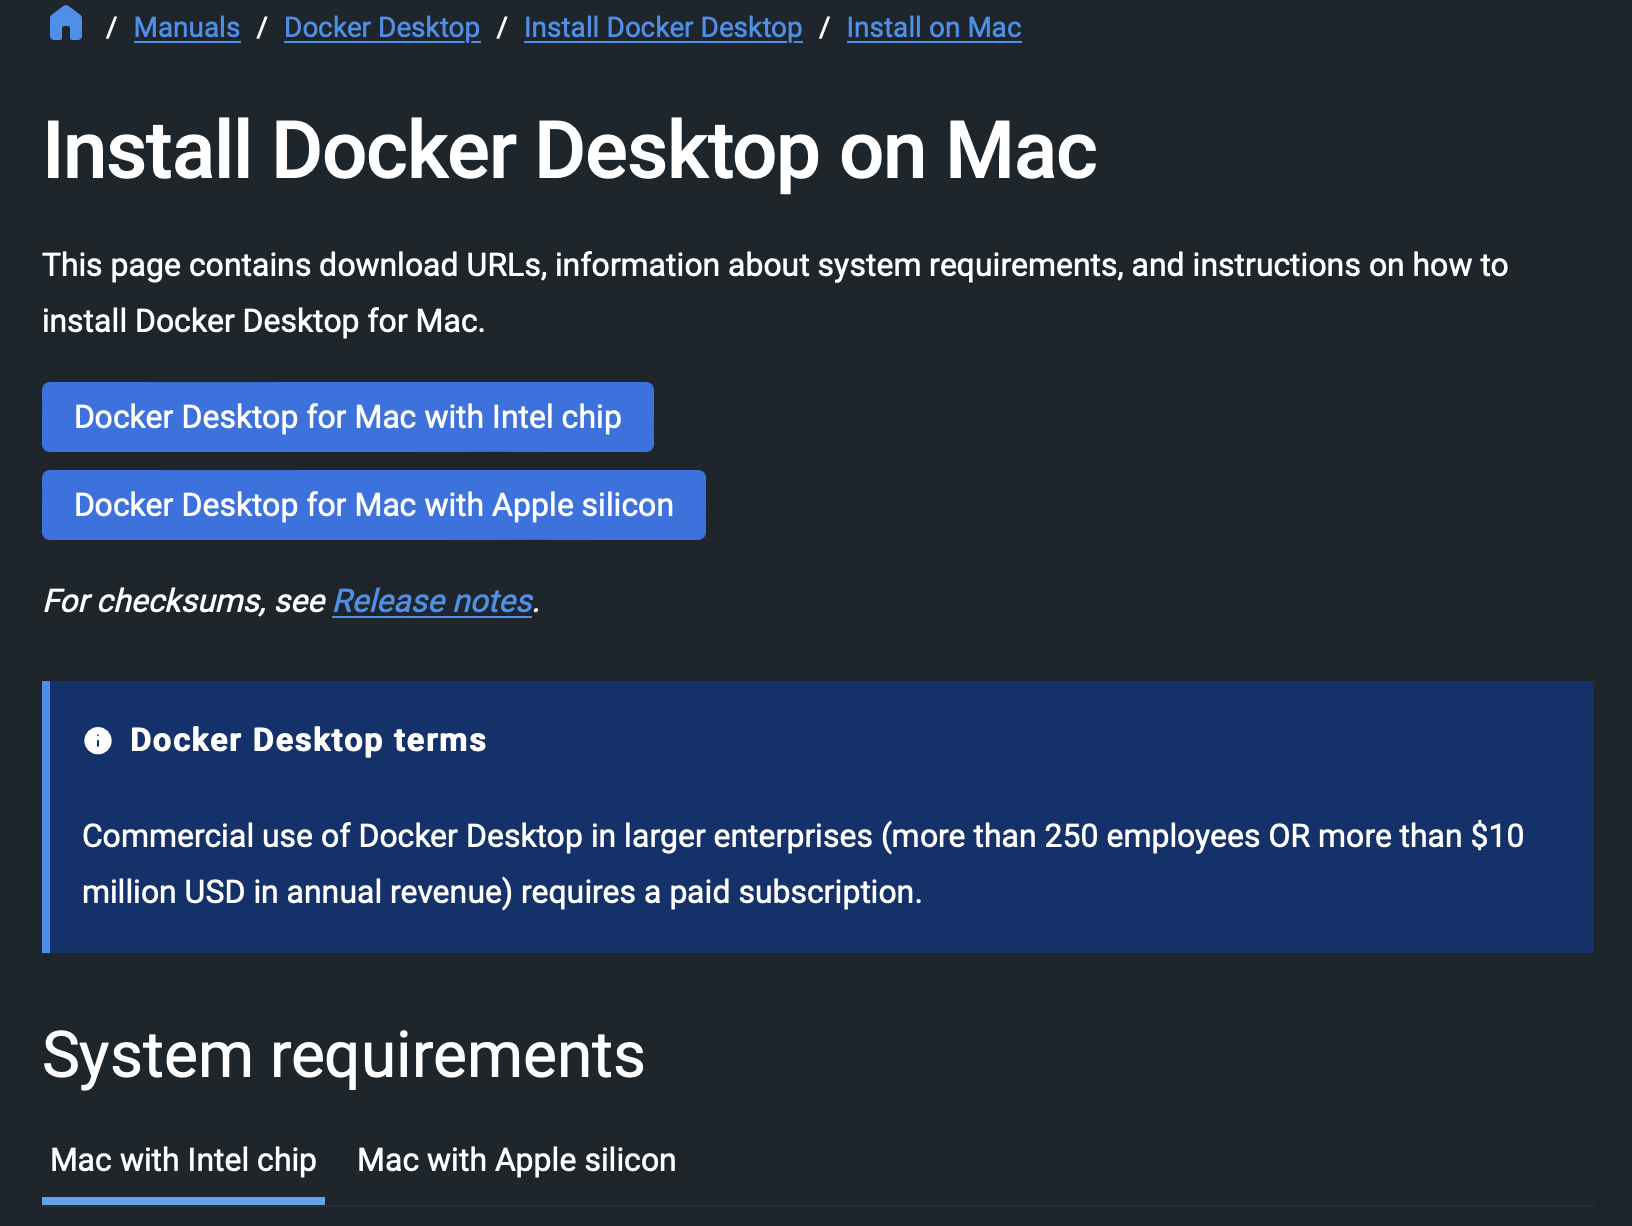 / Manuals / Docker Desktop / Install Docker Desktop / Install on Mac
Install Docker Desktop on Mac
This page contains download URLs, information about system requirements, and instructions on how to
install Docker Desktop for Mac.
Docker Desktop for Mac with Intel chip
Docker Desktop for Mac with Apple silicon
For checksums, see Release notes.
Docker Desktop terms
Commercial use of Docker Desktop in larger enterprises (more than 250 employees OR more than $10
million USD in annual revenue) requires a paid subscription.
System requirements
Mac with Intel chip Mac with Apple silicon